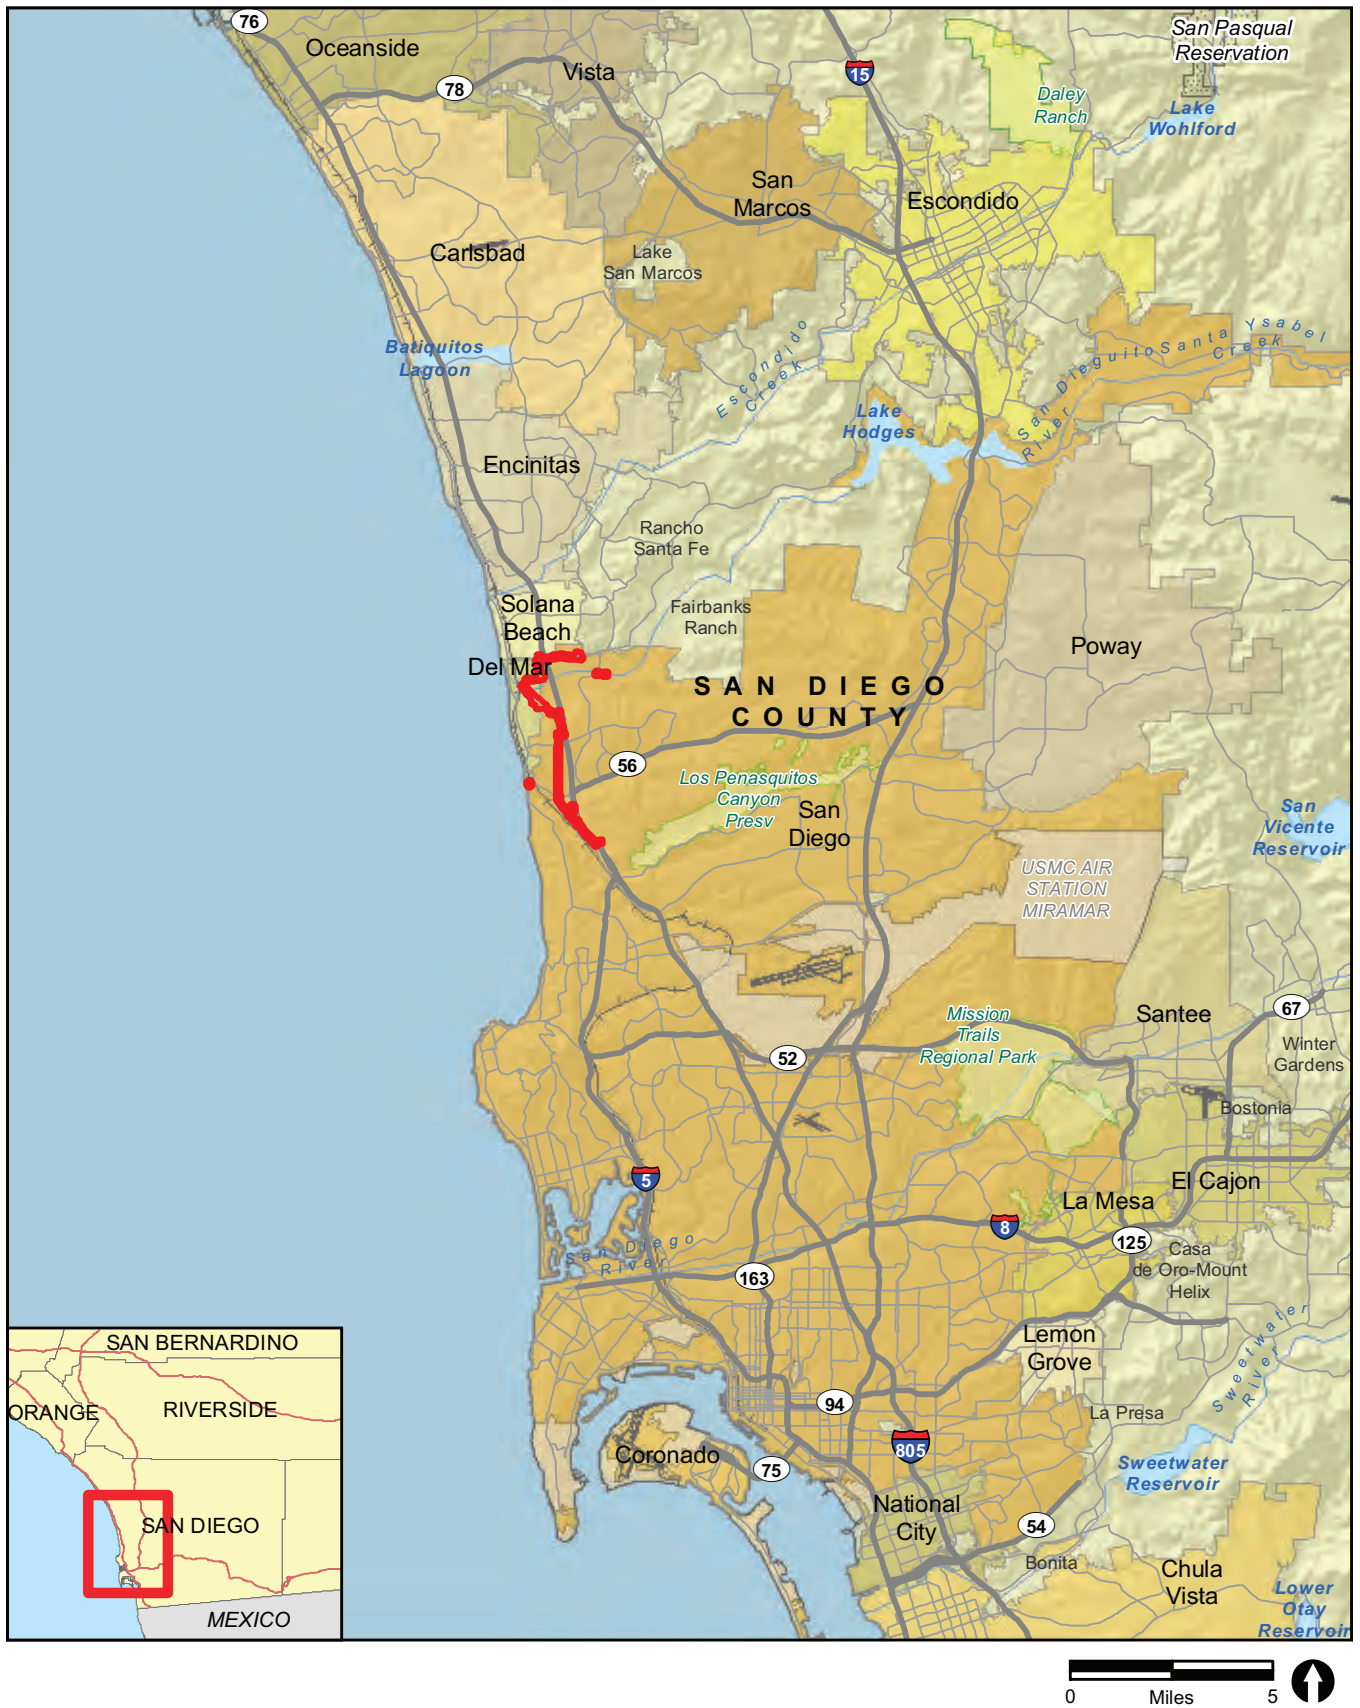 76
Oceanside
78
Vista
15
San Pasqual
Reservation
Daley
Ranch
Lake
Wohlford
San
Marcos
Escondido
Carlsbad
Lake
San Marcos
Batiquitos
Lagoon
Escondido
Creek
San Dieguito
River
Santa Ysabel
Creek
Lake
Hodges
Encinitas
Rancho
Santa Fe
Solana
Beach
Fairbanks
Ranch
Del Mar
Poway
SAN DIEGO
COUNTY
56
Los Penasquitos
Canyon
Presv
San
Diego
San
Vicente
Reservoir
USMC AIR
STATION
MIRAMAR
Mission
Trails
Regional Park
Santee
67
Winter
Gardens
52
Bostonia
5
El Cajon
La Mesa
8
125
San Diego
River
163
Casa
de Oro-Mount
Helix
Lemon
Grove
Sweetwater
River
94
La Presa
805
Coronado
75
Sweetwater
Reservoir
National
City
54
Bonita
Chula
Vista
Lower
Otay
Reservoir
SAN BERNARDINO
ORANGE
RIVERSIDE
SAN DIEGO
MEXICO
0 Miles 5